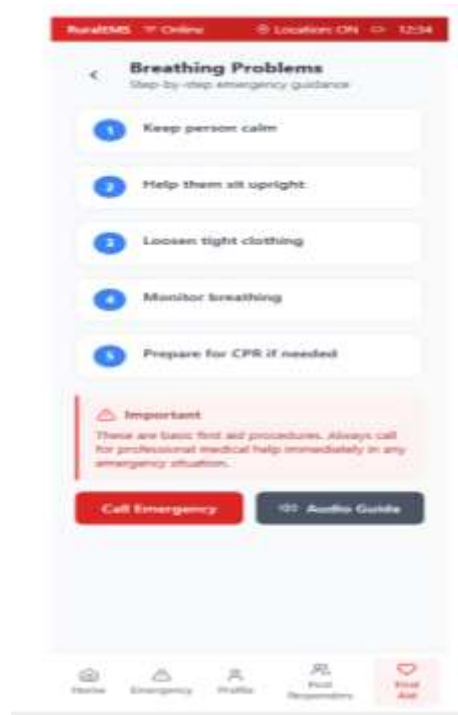 RuralEMS Online Location: ON 12:34
Breathing Problems
Step-by-step emergency guidance
1 Keep person calm
2 Help them sit upright
3 Loosen tight clothing
4 Monitor breathing
5 Prepare for CPR if needed
Important
These are basic first aid procedures. Always call
for professional medical help immediately in any
emergency situation.
Call Emergency Audio Guide
Home Emergency Profile First Responders First Aid